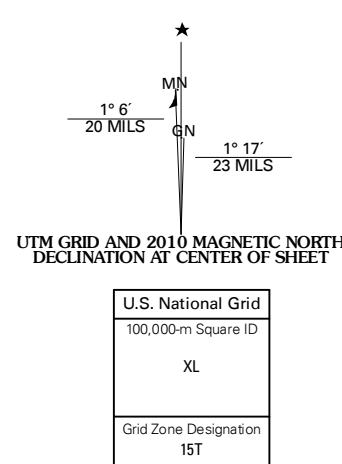 MN
1° 6´
20 MILS
GN
1° 17´
23 MILS
UTM GRID AND 2010 MAGNETIC NORTH
DECLINATION AT CENTER OF SHEET
U.S. National Grid
100,000-m Square ID
XL
Grid Zone Designation
15T